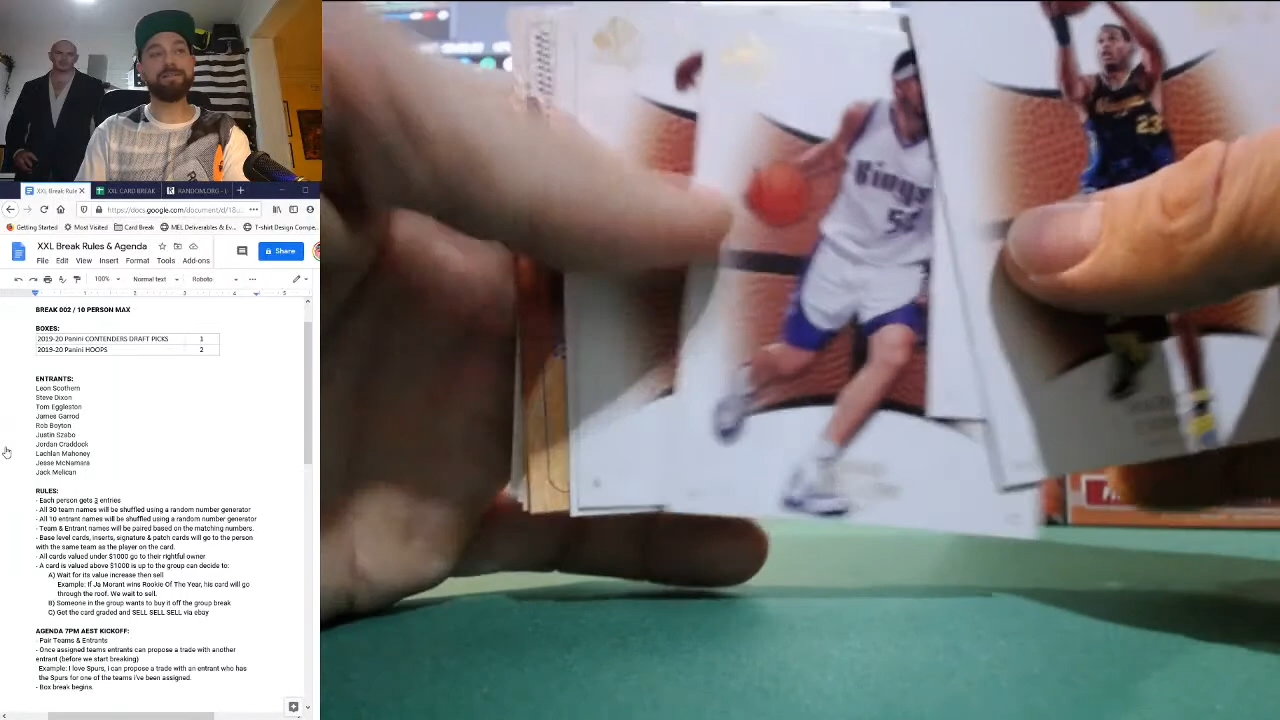 XXL Break Rule
XXL CARD BREAK
RANDOM.ORG - L
https://docs.google.com/document/d/18...
Getting Started
Most Visited
Card Break
MEL Deliverables & Ev...
T-shirt Design Compe...
XXL Break Rules & Agenda
Share
File Edit View Insert Format Tools Add-ons
100% Normal text Roboto
BREAK 002 / 10 PERSON MAX
BOXES:
2019-20 Panini CONTENDERS DRAFT PICKS 1
2019-20 Panini HOOPS 2
ENTRANTS:
Leon Scothern
Steve Dixon
Tom Eggleston
James Garrod
Rob Boyton
Justin Szabo
Jordan Craddock
Lachlan Mahoney
Jesse McNamara
Jack Melican
RULES:
- Each person gets 3 entries
- All 30 team names will be shuffled using a random number generator
- All 10 entrant names will be shuffled using a random number generator
- Team & Entrant names will be paired based on the matching numbers.
- Base level cards, inserts, signature & patch cards will go to the person
with the same team as the player on the card.
- All cards valued under $1000 go to their rightful owner
- A card is valued above $1000 is up to the group can decide to:
A) Wait for its value increase then sell
Example: If Ja Morant wins Rookie Of The Year, his card will go
through the roof. We wait to sell.
B) Someone in the group wants to buy it off the group break
C) Get the card graded and SELL SELL SELL via ebay
AGENDA 7PM AEST KICKOFF:
- Pair Teams & Entrants
- Once assigned teams entrants can propose a trade with another
entrant (before we start breaking)
Example: I love Spurs, i can propose a trade with an entrant who has
the Spurs for one of the teams i've been assigned.
- Box break begins.
Kings
23